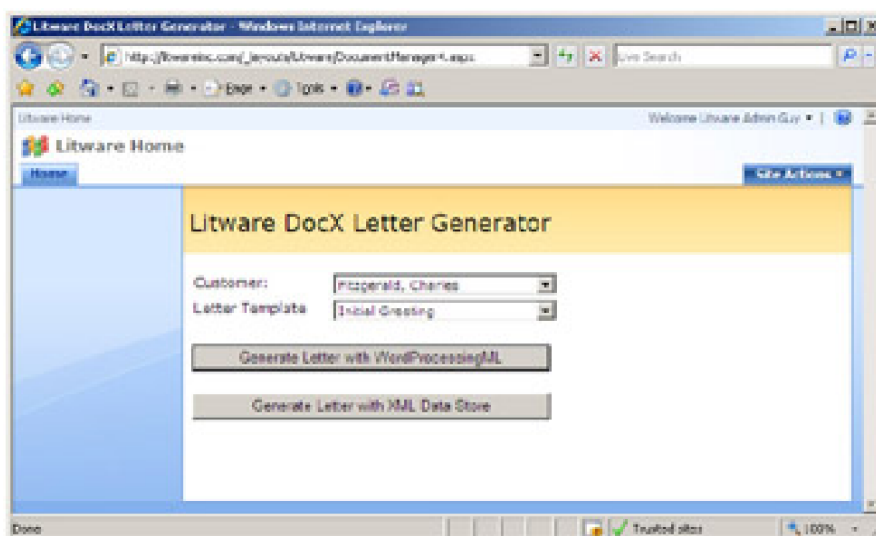 Litware DocX Letter Generator - Windows Internet Explorer
Live Search
Page Tools
Litware Home
Welcome Litware Admin Guy
Litware Home
Home
Site Actions
Litware DocX Letter Generator
Customer: Fitzgerald, Charles
Letter Template Initial Greeting
Generate Letter with WordProcessingML
Generate Letter with XML Data Store
Done
Trusted sites
100%